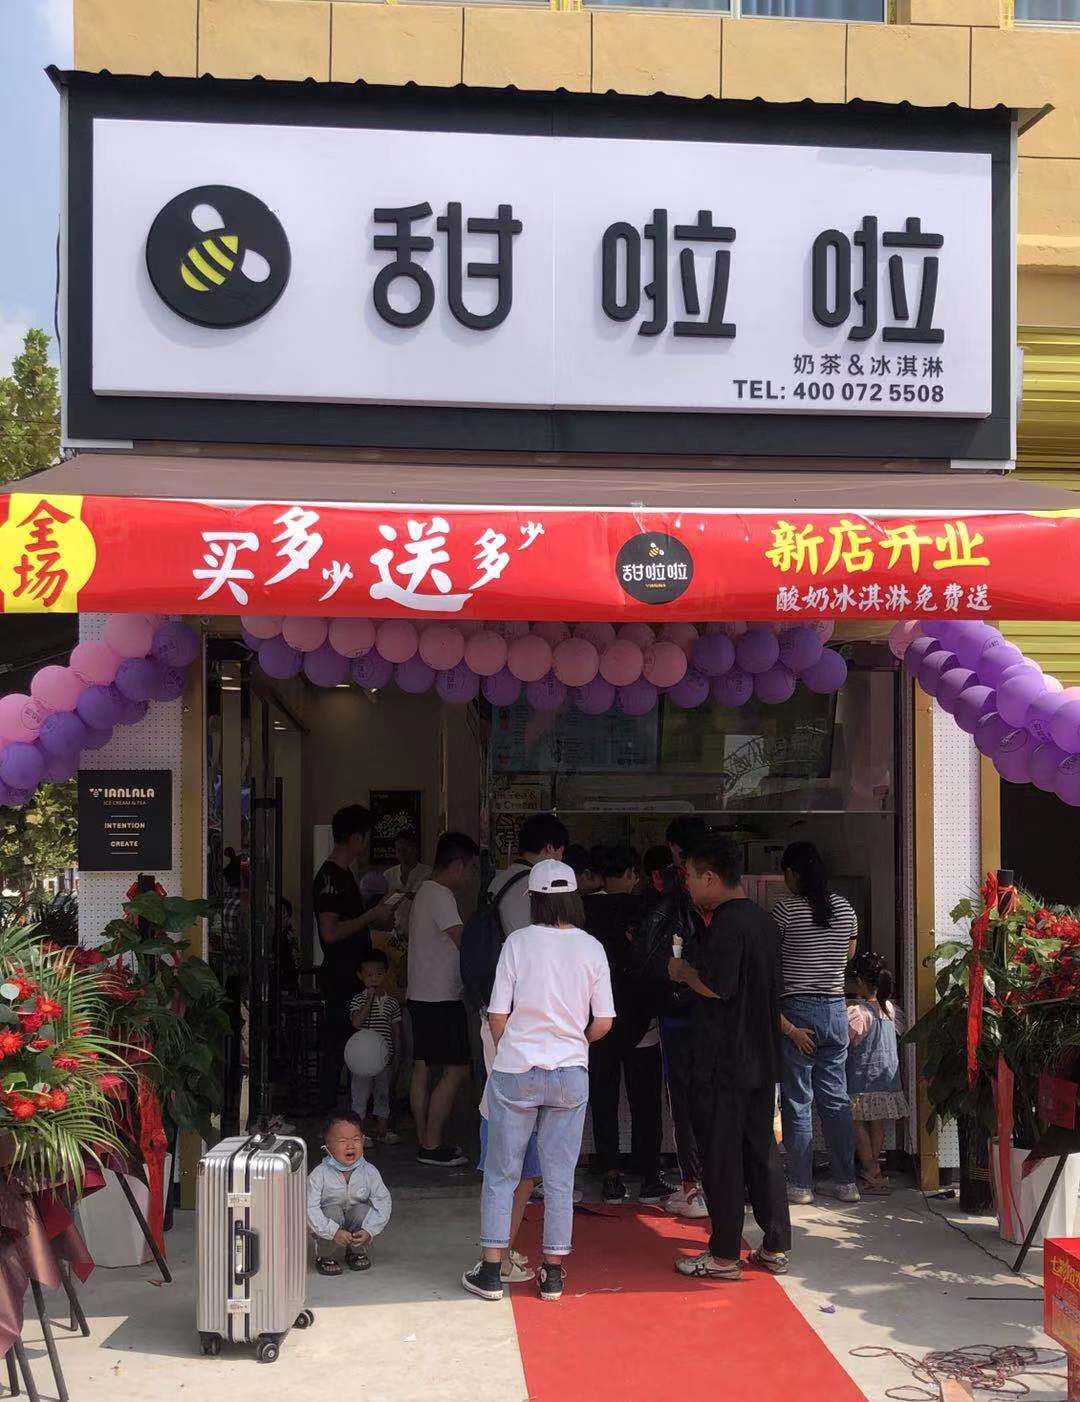 甜啦啦
奶茶&冰淇淋
TEL: 400 072 5508
全场
买多少送多少
甜啦啦
新店开业
酸奶冰淇淋免费送
IANLALA
ICE CREAM & TEA
INTENTION
CREATE